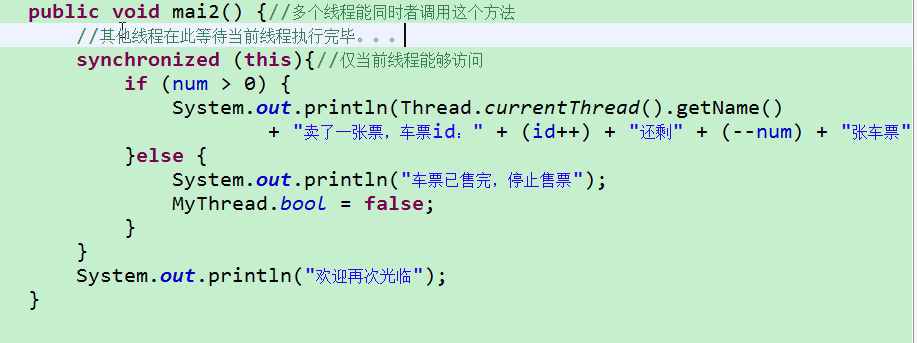 public void mai2() {//多个线程能同时者调用这个方法
//其他线程在此等待当前线程执行完毕。。。
synchronized (this){//仅当前线程能够访问
if (num > 0) {
System.out.println(Thread.currentThread().getName()
+ "卖了一张票，车票id：" + (id++) + "还剩" + (--num) + "张车票"
}else {
System.out.println("车票已售完，停止售票");
MyThread.bool = false;
}
}
System.out.println("欢迎再次光临");
}